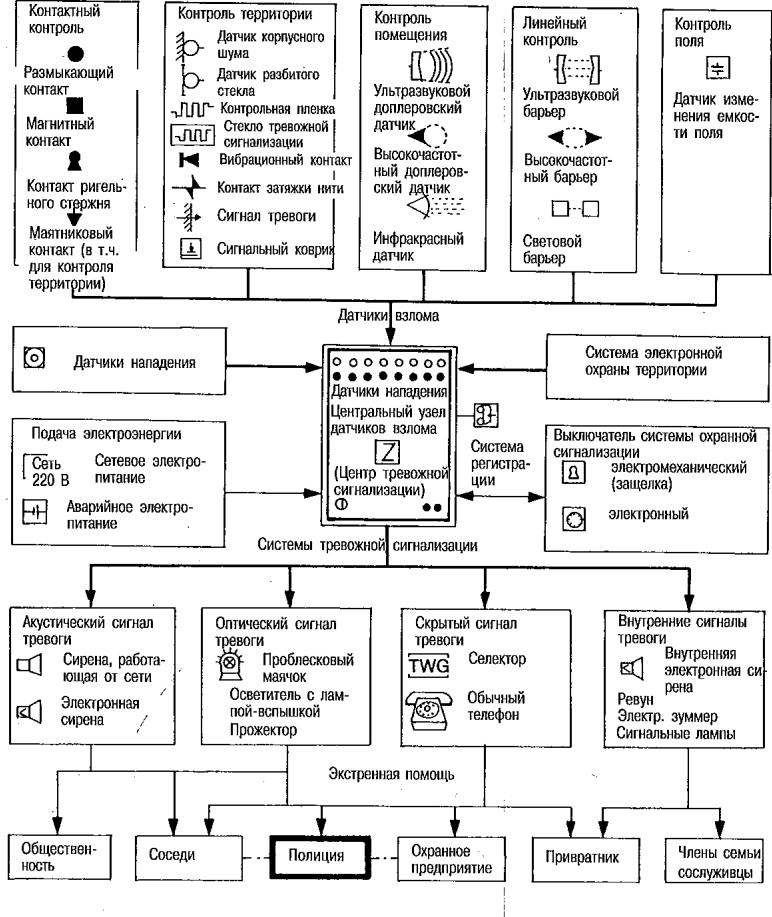 Контактный
контроль
Размыкающий
контакт
Магнитный
контакт
Контакт ригель-
ного стержня
Маятниковый
контакт (в т.ч.
для контроля
территории)
Контроль территории
Датчик корпусного
шума
Датчик разбитого
стекла
Контрольная пленка
Стекло тревожной
сигнализации
Вибрационный контакт
Контакт затяжки нити
Сигнал тревоги
Сигнальный коврик
Контроль
помещения
Ультразвуковой
доплеровский
датчик
Высокочастот-
ный доплеров-
ский датчик
Инфракрасный
датчик
Линейный
контроль
Ультразвуковой
барьер
Высокочастот-
ный барьер
Световой
барьер
Контроль
поля
Датчик изме-
нения емкос-
ти поля
Датчики взлома
Датчики нападения
Датчики нападения
Центральный узел
датчиков взлома
Z
(Центр тревожной
сигнализации)
Система электронной
охраны территории
Подача электроэнергии
Сеть
220 В
Сетевое электро-
питание
Аварийное электро-
питание
Система
регистра-
ции
Выключатель системы охранной
сигнализации
электромеханический
(защелка)
электронный
Системы тревожной сигнализации
Акустический сигнал
тревоги
Сирена, работа-
ющая от сети
Электронная
сирена
Оптический сигнал
тревоги
Проблесковый
маячок
Осветитель с лам-
пой-вспышкой
Прожектор
Скрытый сигнал
тревоги
TWG
Селектор
Обычный
телефон
Внутренние сигналы
тревоги
Внутренняя
электронная си-
рена
Ревун
Электр. зуммер
Сигнальные лампы
Экстренная помощь
Обществен-
ность
Соседи
Полиция
Охранное
предприятие
Привратник
Члены семьи
сослуживцы